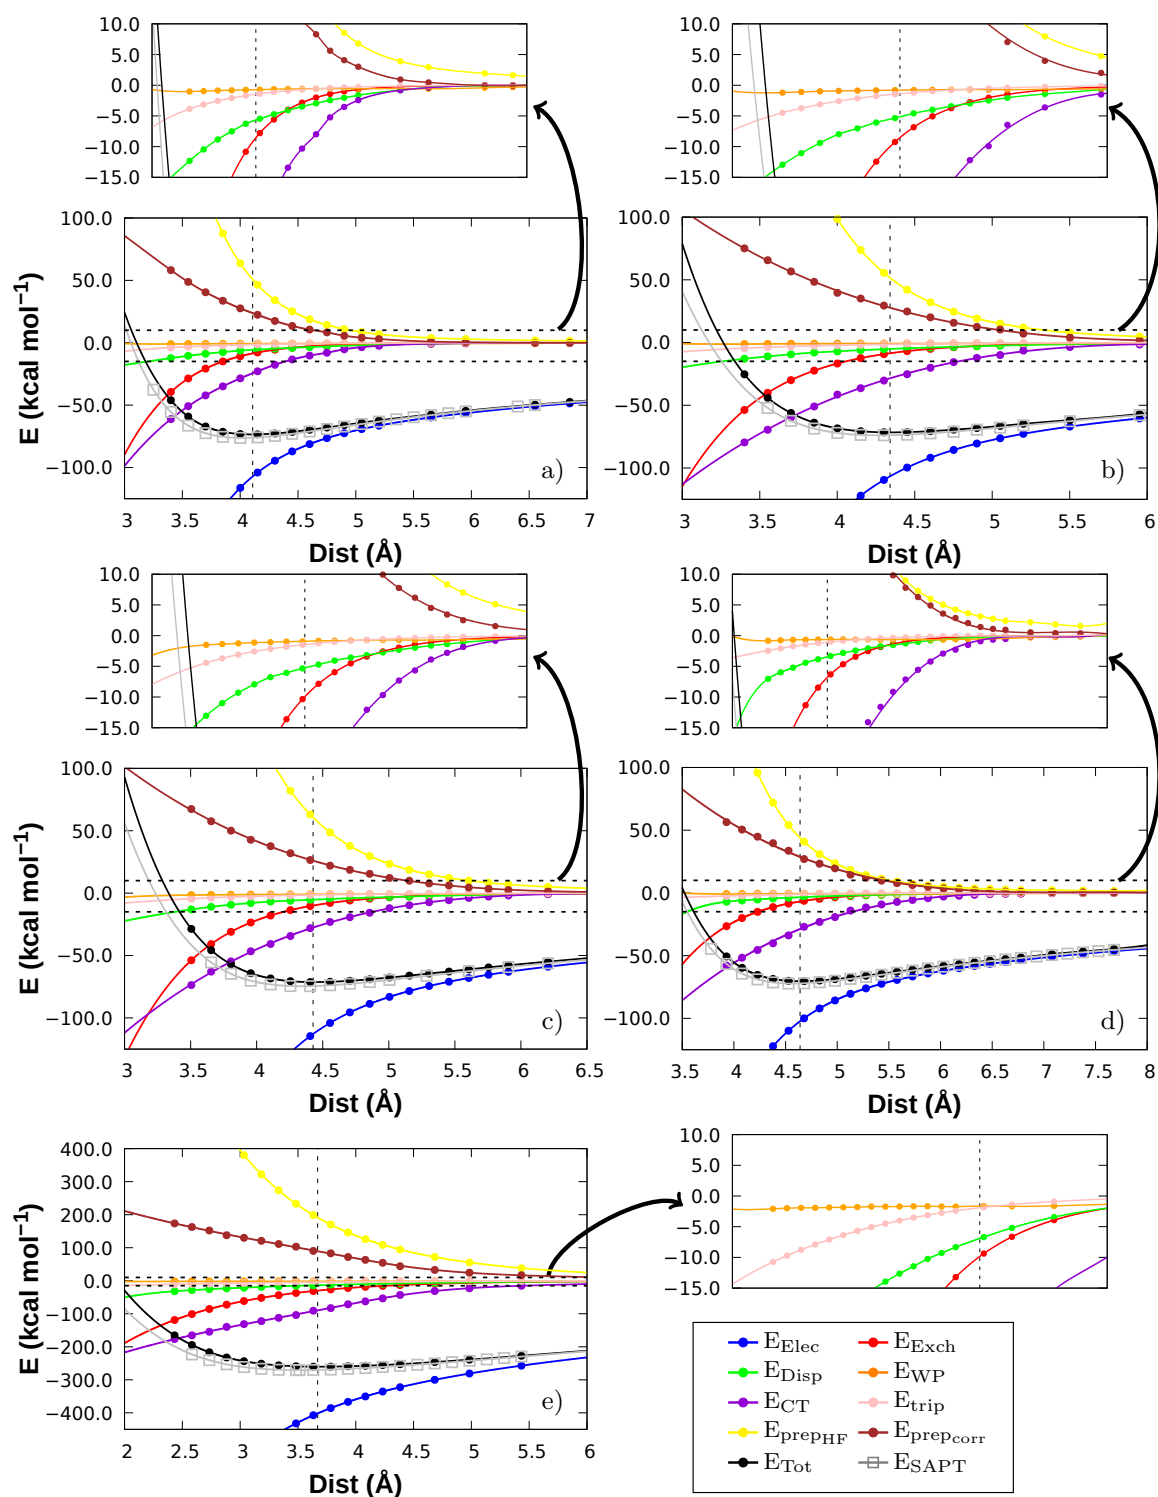 10.0
5.0
0.0
−5.0
−10.0
−15.0
10.0
5.0
0.0
−5.0
−10.0
−15.0
E (kcal mol⁻¹)
100.0
50.0
0.0
−50.0
−100.0
3 3.5 4 4.5 5 5.5 6 6.5 7
Dist (Å)
a)
100.0
50.0
0.0
−50.0
−100.0
3 3.5 4 4.5 5 5.5 6
Dist (Å)
b)
10.0
5.0
0.0
−5.0
−10.0
−15.0
10.0
5.0
0.0
−5.0
−10.0
−15.0
E (kcal mol⁻¹)
100.0
50.0
0.0
−50.0
−100.0
3 3.5 4 4.5 5 5.5 6 6.5
Dist (Å)
c)
100.0
50.0
0.0
−50.0
−100.0
3.5 4 4.5 5 5.5 6 6.5 7 7.5 8
Dist (Å)
d)
E (kcal mol⁻¹)
400.0
300.0
200.0
100.0
0.0
−100.0
−200.0
−300.0
−400.0
2 2.5 3 3.5 4 4.5 5 5.5 6
Dist (Å)
e)
10.0
5.0
0.0
−5.0
−10.0
−15.0
E_Elec E_Exch
E_Disp E_WP
E_CT E_trip
E_prep_HF E_prep_corr
E_Tot E_SAPT